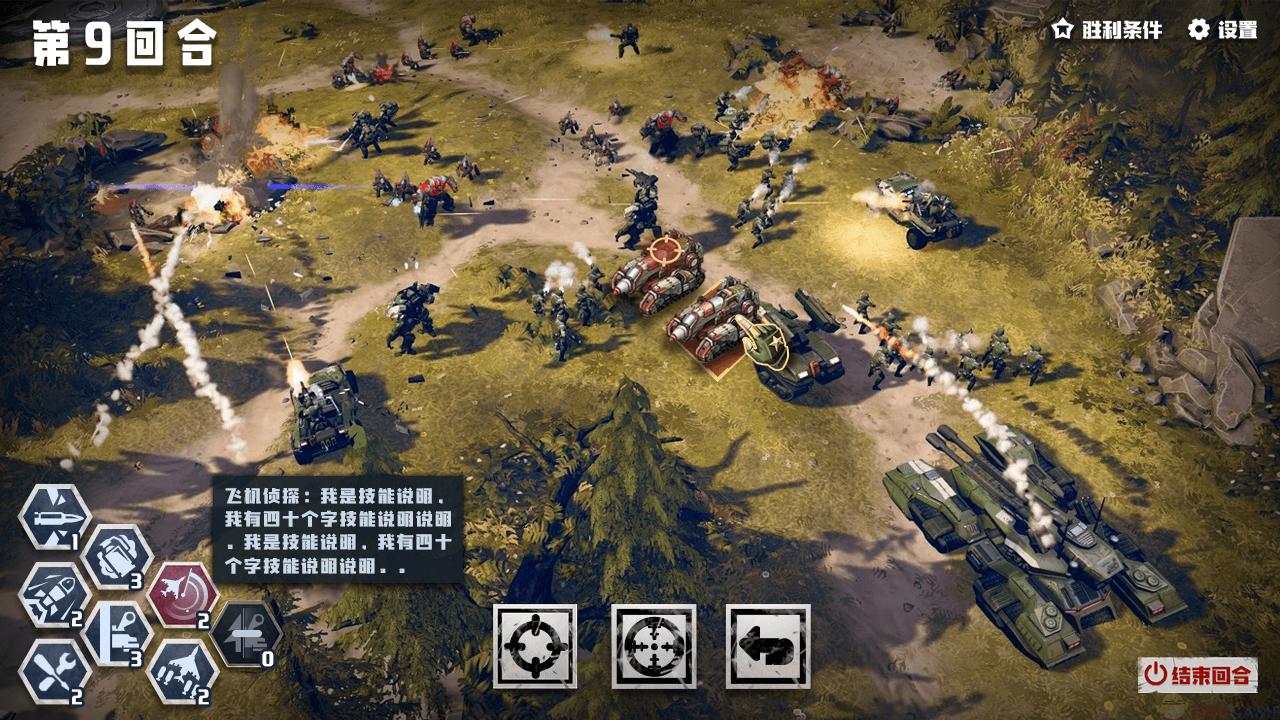 第9回合
胜利条件
设置
飞机侦探：我是技能说明，
我有四十个字技能说明说明
。我是技能说明，我有四十
个字技能说明说明。。
1
3
2
2
3
0
2
2
结束回合